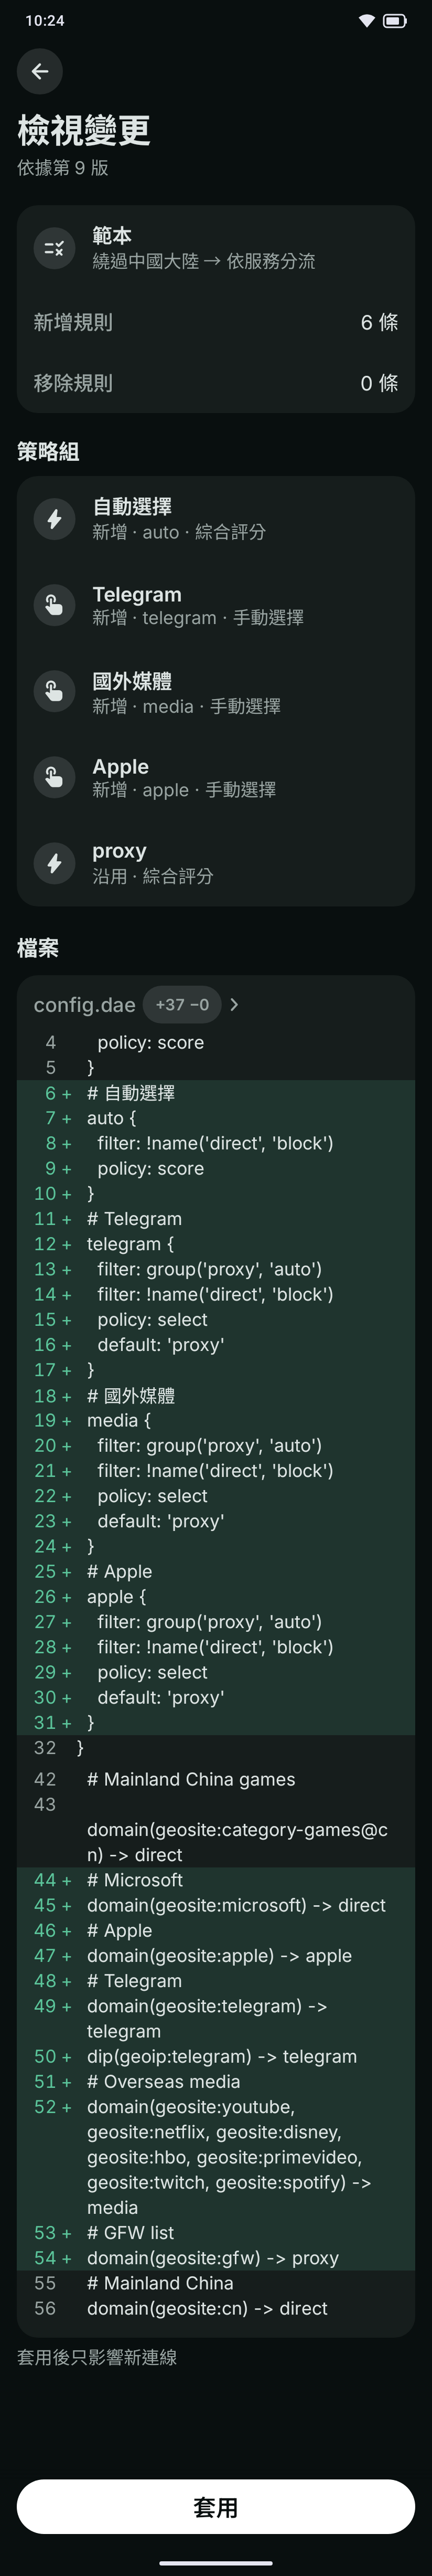 10:24
檢視變更
依據第 9 版
範本
繞過中國大陸 → 依服務分流
新增規則 6 條
移除規則 0 條
策略組
自動選擇
新增 · auto · 綜合評分
Telegram
新增 · telegram · 手動選擇
國外媒體
新增 · media · 手動選擇
Apple
新增 · apple · 手動選擇
proxy
沿用 · 綜合評分
檔案
config.dae +37 −0
4 policy: score
5 }
6 + # 自動選擇
7 + auto {
8 + filter: !name('direct', 'block')
9 + policy: score
10 + }
11 + # Telegram
12 + telegram {
13 + filter: group('proxy', 'auto')
14 + filter: !name('direct', 'block')
15 + policy: select
16 + default: 'proxy'
17 + }
18 + # 國外媒體
19 + media {
20 + filter: group('proxy', 'auto')
21 + filter: !name('direct', 'block')
22 + policy: select
23 + default: 'proxy'
24 + }
25 + # Apple
26 + apple {
27 + filter: group('proxy', 'auto')
28 + filter: !name('direct', 'block')
29 + policy: select
30 + default: 'proxy'
31 + }
32 }
42 # Mainland China games
43
domain(geosite:category-games@c
n) -> direct
44 + # Microsoft
45 + domain(geosite:microsoft) -> direct
46 + # Apple
47 + domain(geosite:apple) -> apple
48 + # Telegram
49 + domain(geosite:telegram) ->
telegram
50 + dip(geoip:telegram) -> telegram
51 + # Overseas media
52 + domain(geosite:youtube,
geosite:netflix, geosite:disney,
geosite:hbo, geosite:primevideo,
geosite:twitch, geosite:spotify) ->
media
53 + # GFW list
54 + domain(geosite:gfw) -> proxy
55 # Mainland China
56 domain(geosite:cn) -> direct
套用後只影響新連線
套用